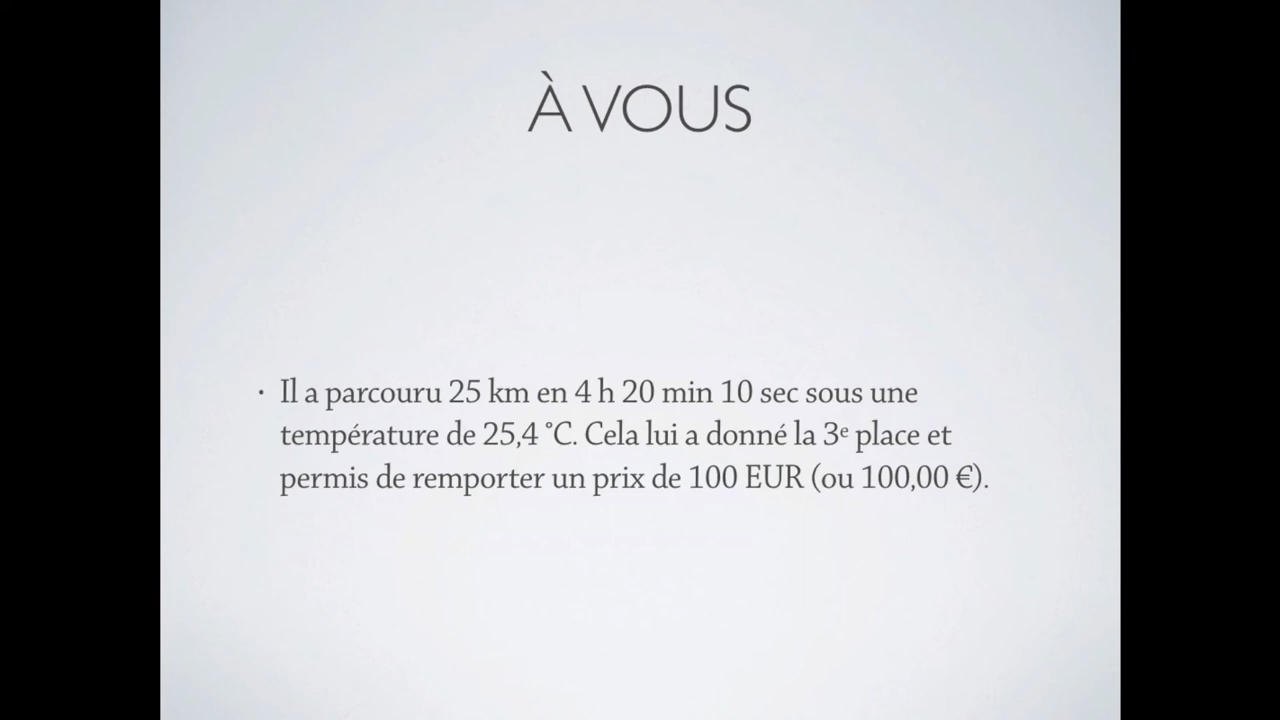 À VOUS
• Il a parcouru 25 km en 4 h 20 min 10 sec sous une
température de 25,4 °C. Cela lui a donné la 3ᵉ place et
permis de remporter un prix de 100 EUR (ou 100,00 €).